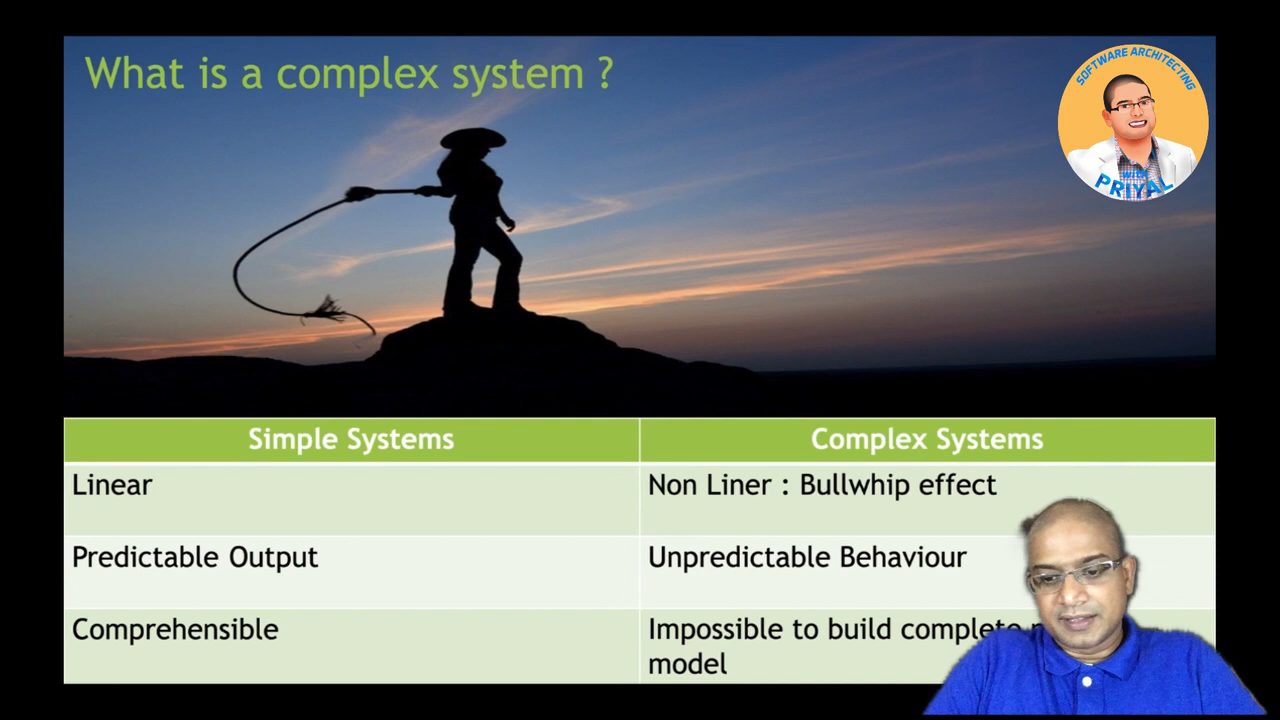 What is a complex system ?
SOFTWARE ARCHITECTING
WITH
PRIYAL
Simple Systems
Complex Systems
Linear
Non Liner : Bullwhip effect
Predictable Output
Unpredictable Behaviour
Comprehensible
Impossible to build complete
model